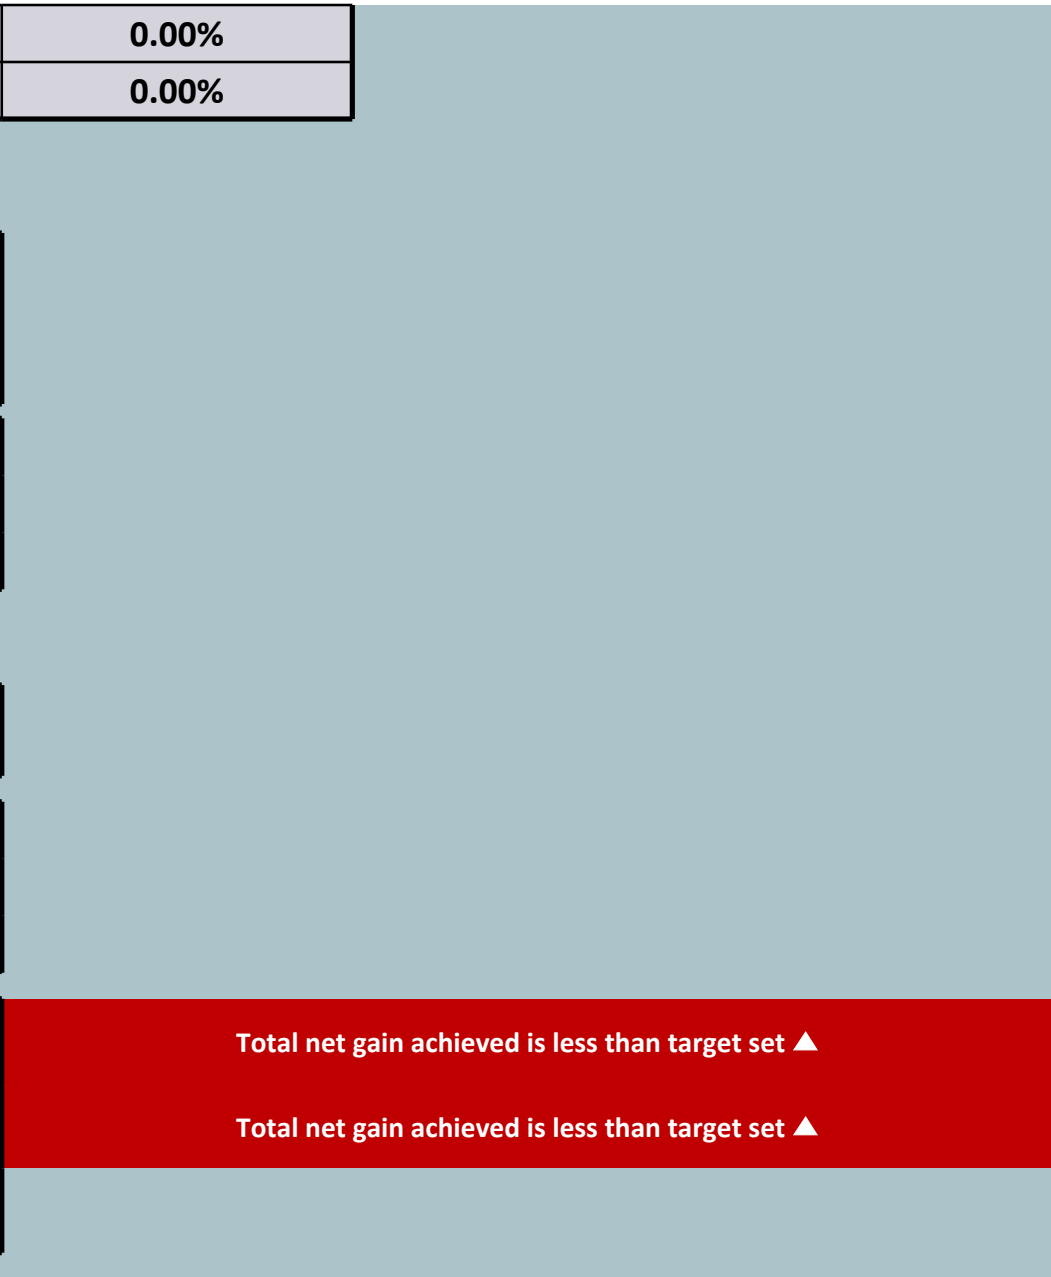 0.00%
0.00%
Total net gain achieved is less than target set ▲
Total net gain achieved is less than target set ▲